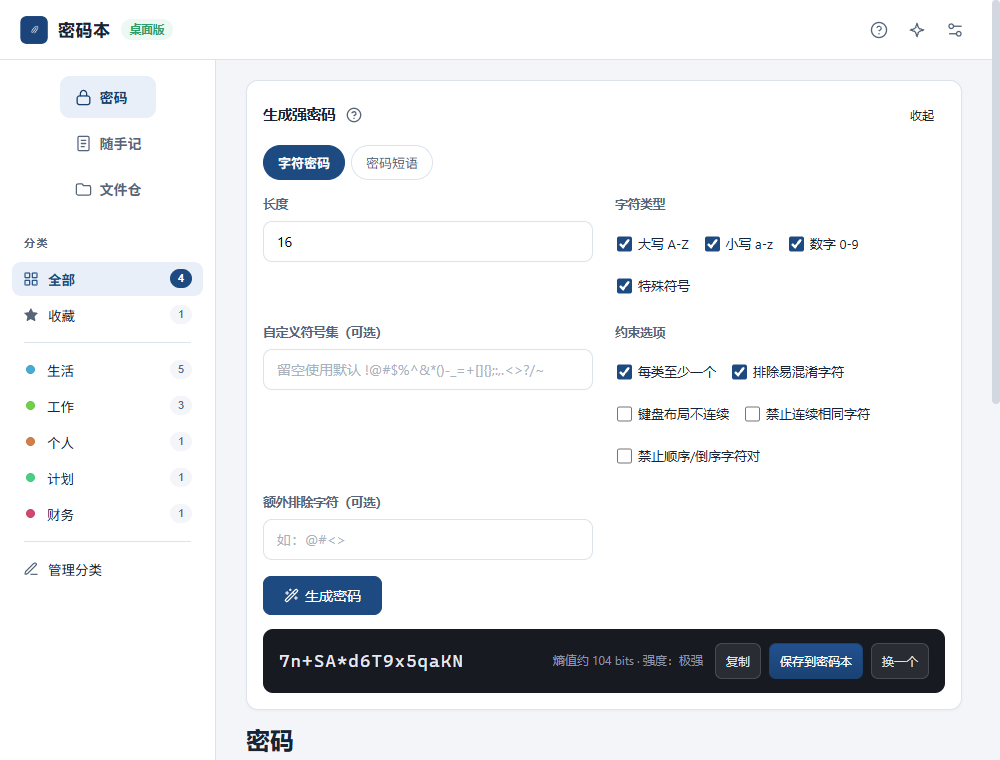 密码本 桌面版
密码
随手记
文件仓
分类
全部 4
收藏 1
生活 5
工作 3
个人 1
计划 1
财务 1
管理分类
生成强密码 收起
字符密码 密码短语
长度
16
字符类型
大写 A-Z 小写 a-z 数字 0-9
特殊符号
自定义符号集（可选）
留空使用默认 !@#$%^&*()-_=+[]{};:,.<>?/~
约束选项
每类至少一个 排除易混淆字符
键盘布局不连续 禁止连续相同字符
禁止顺序/倒序字符对
额外排除字符（可选）
如：@#<>
生成密码
7n+SA*d6T9x5qaKN 熵值约 104 bits · 强度：极强 复制 保存到密码本 换一个
密码